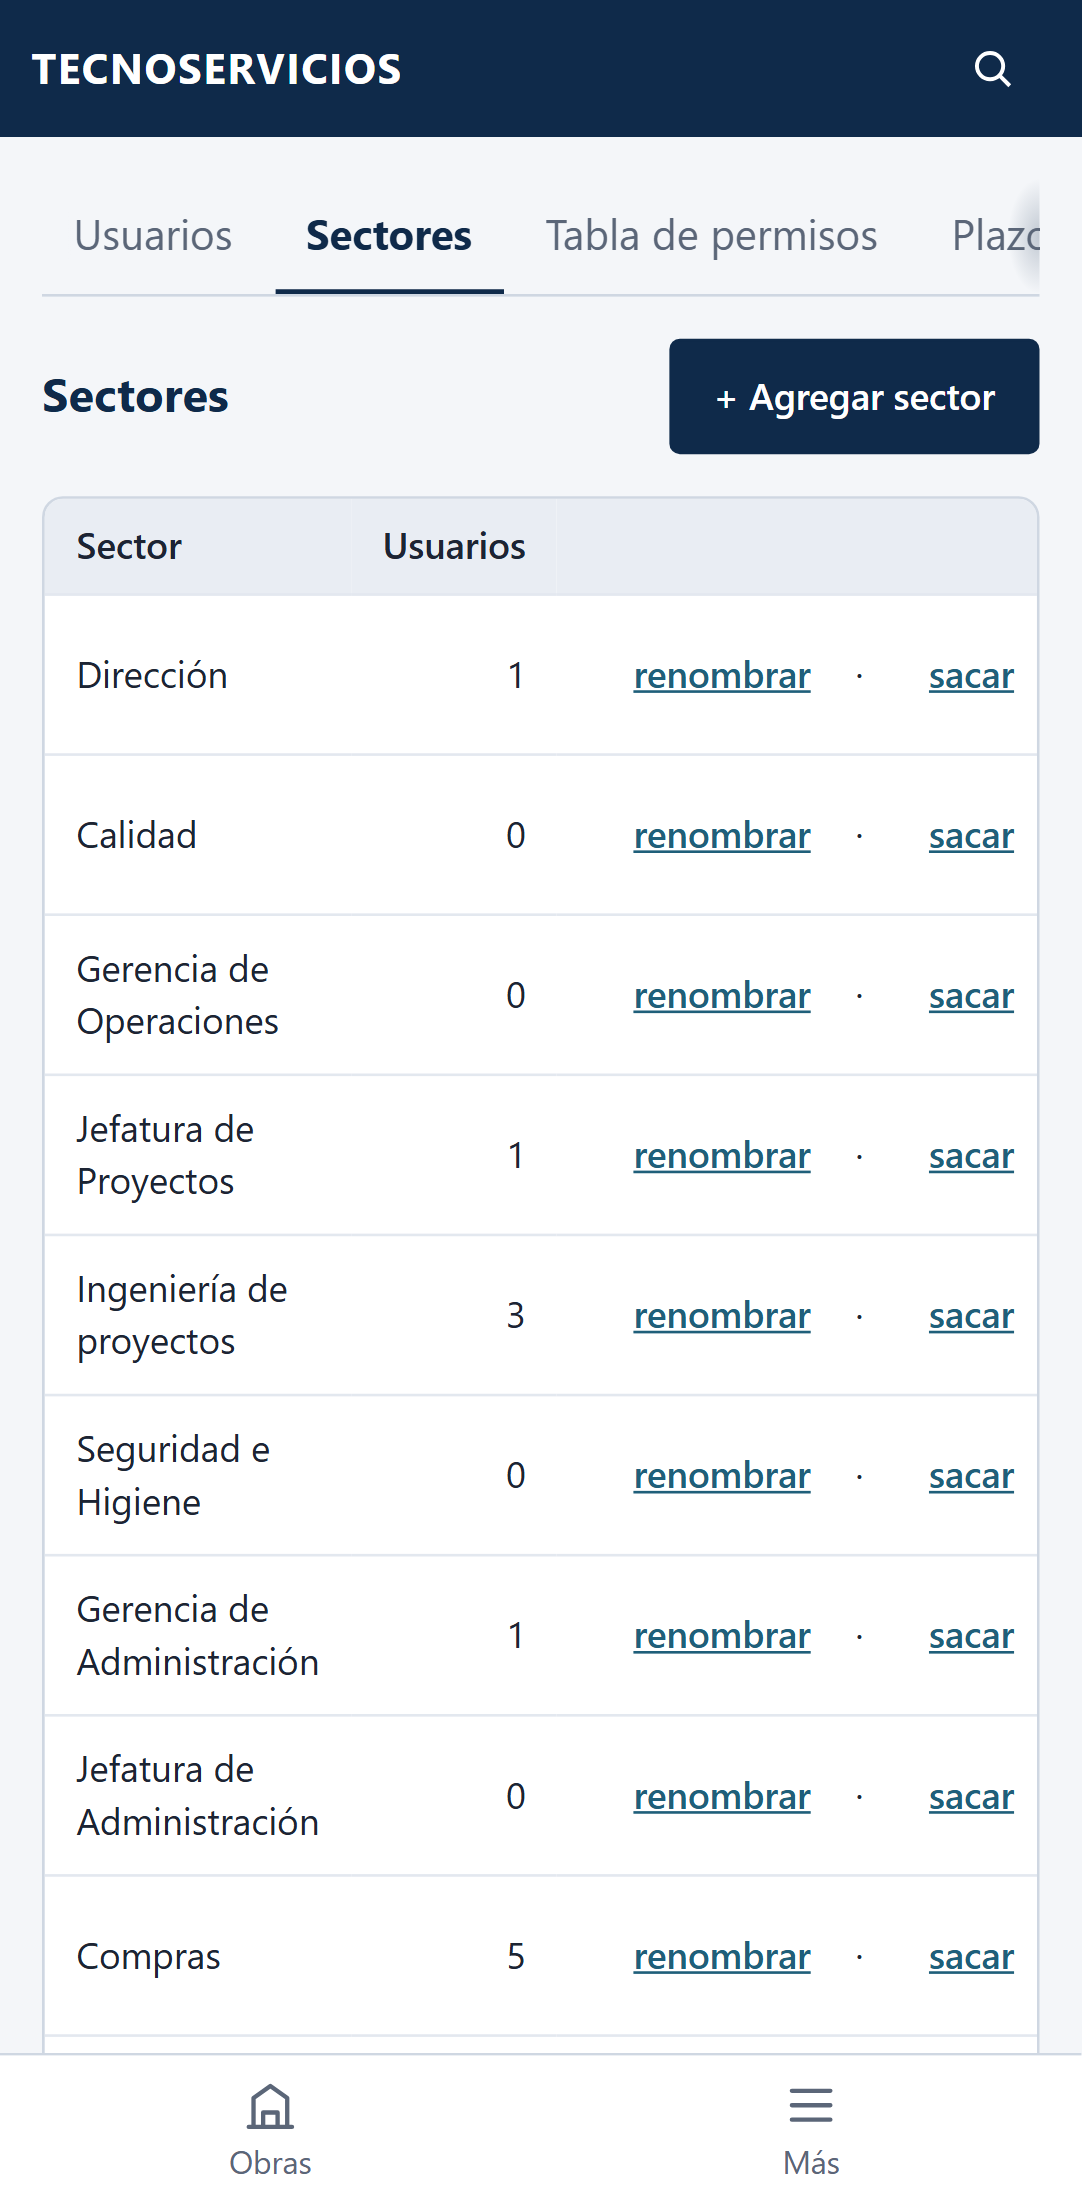 TECNOSERVICIOS
Usuarios Sectores Tabla de permisos
Sectores
+ Agregar sector
Sector Usuarios
Dirección 1 renombrar · sacar
Calidad 0 renombrar · sacar
Gerencia de
Operaciones 0 renombrar · sacar
Jefatura de
Proyectos 1 renombrar · sacar
Ingeniería de
proyectos 3 renombrar · sacar
Seguridad e
Higiene 0 renombrar · sacar
Gerencia de
Administración 1 renombrar · sacar
Jefatura de
Administración 0 renombrar · sacar
Compras 5 renombrar · sacar
Obras Más